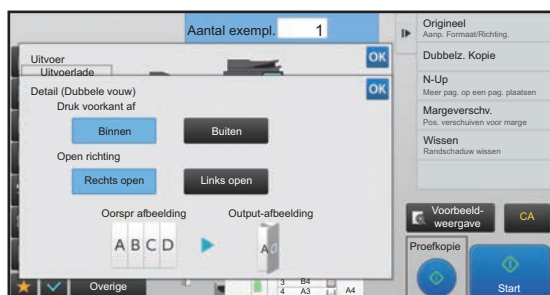 Aantal exempl. 1
Origineel
Aanp. Formaat/Richting.
Dubbelz. Kopie
N-Up
Meer pag. op een pag. plaatsen
Margeverschv.
Pos. verschuiven voor marge
Wissen
Randschaduw wissen
Uitvoer
OK
Uitvoerlade
Detail (Dubbele vouw)
OK
Druk voorkant af
Binnen
Buiten
Open richting
Rechts open
Links open
Oorspr afbeelding
Output-afbeelding
A B C D
A d
Voorbeeld-
weergave
CA
Proefkopie
Start
Overige
3 B4
4 A3
A4